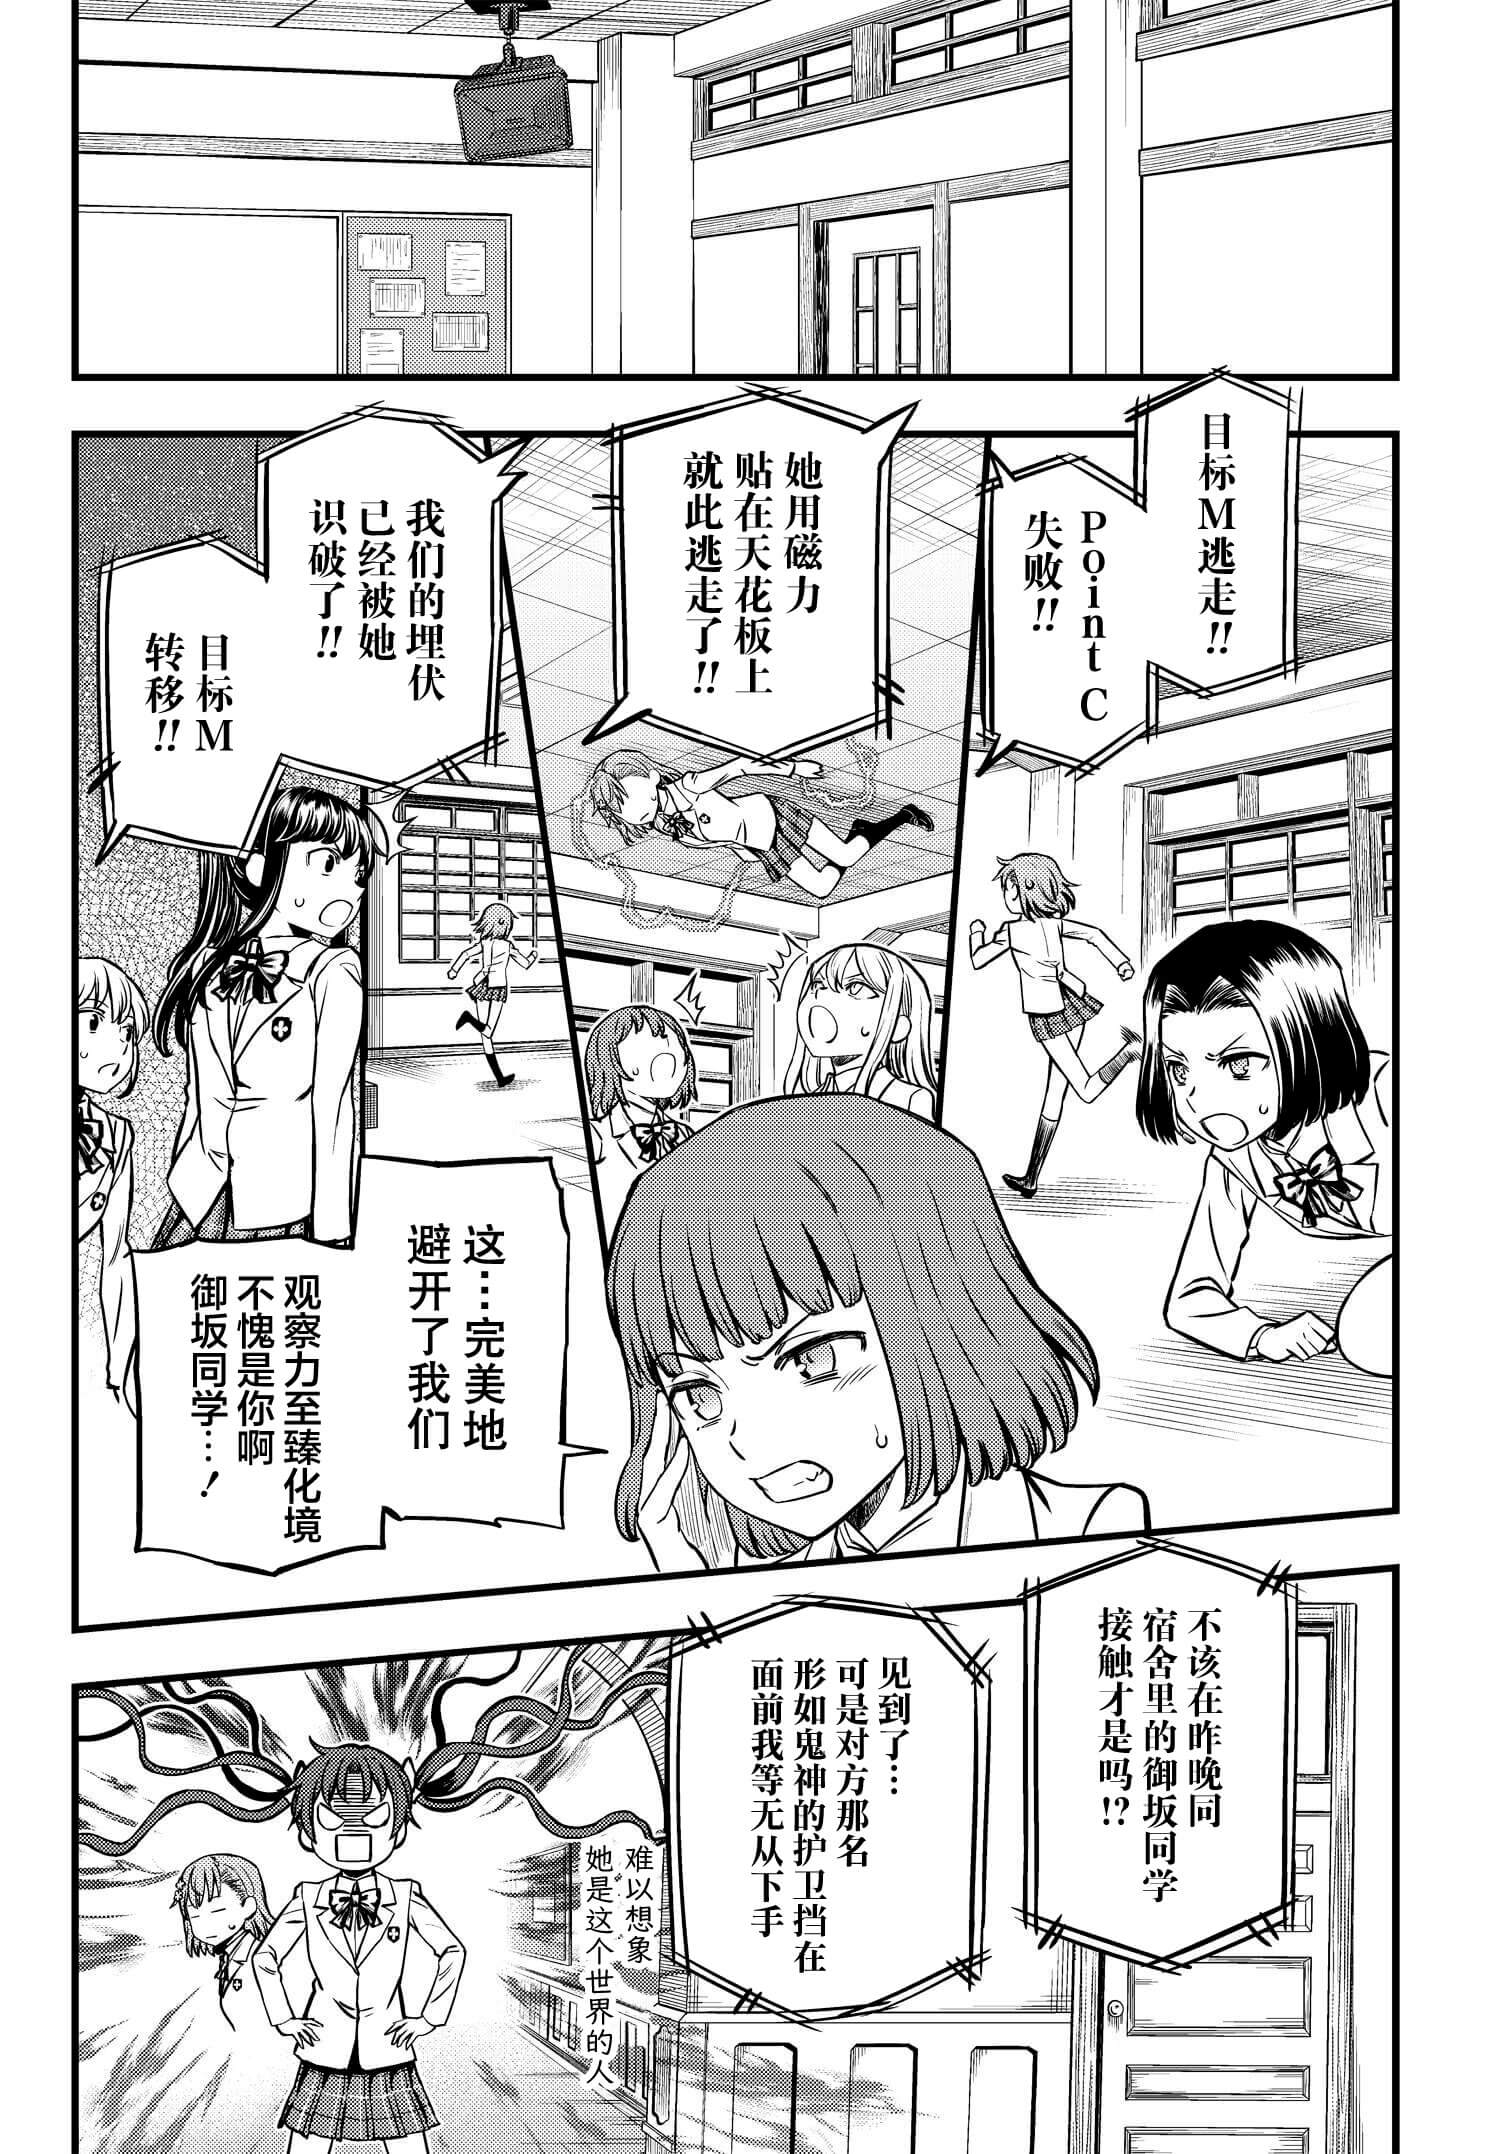 目标M逃走!!
Point C
失败!!
她用磁力
贴在天花板上
就此逃走了!!
我们的埋伏
已经被她
识破了!!
目标M
转移!!
这…完美地
避开了我们
观察力至臻化境
不愧是你啊
御坂同学…!
不该在昨晚同
宿舍里的御坂同学
接触才是吗!?
见到了…
可是对方那名
形如鬼神的护卫挡在
面前我等无从下手
难以想象
她是这个世界的人